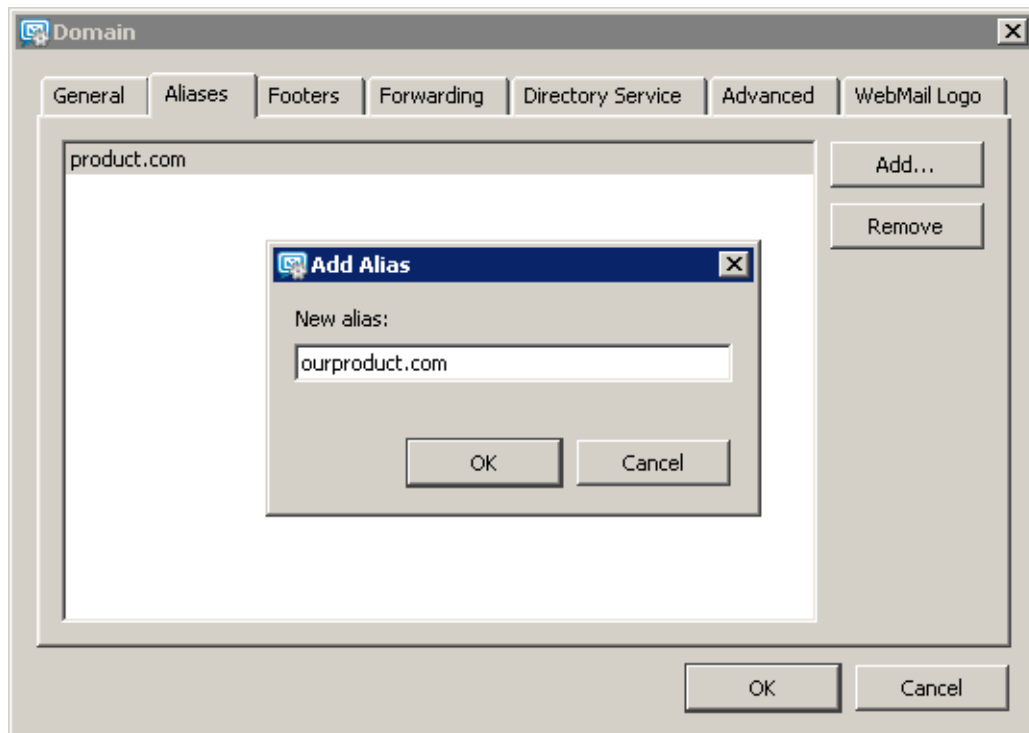 Domain
General Aliases Footers Forwarding Directory Service Advanced WebMail Logo
product.com
Add...
Remove
Add Alias
New alias:
ourproduct.com
OK Cancel
OK Cancel